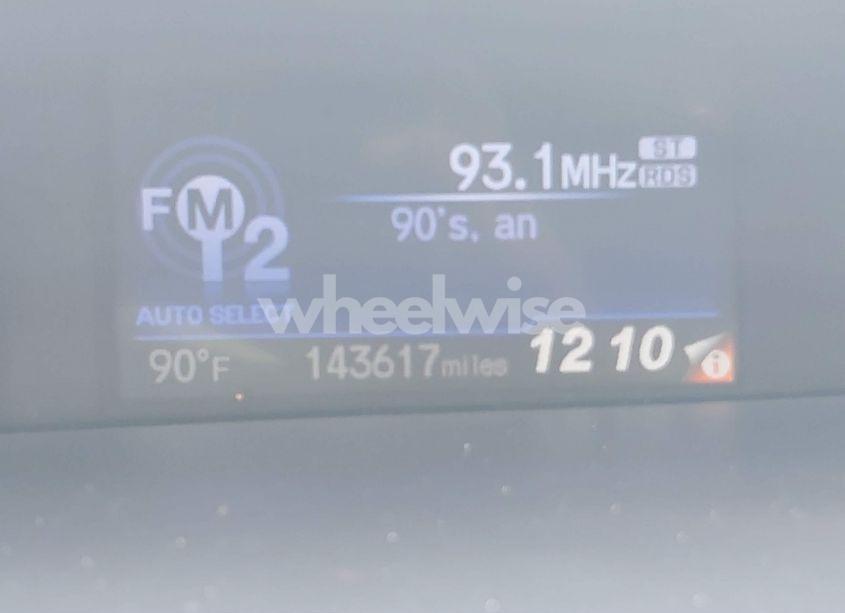 93.1MHz ST
RDS
FM2
90's, an
AUTO SELECT
wheelwise
90°F 143617miles 12 10 i